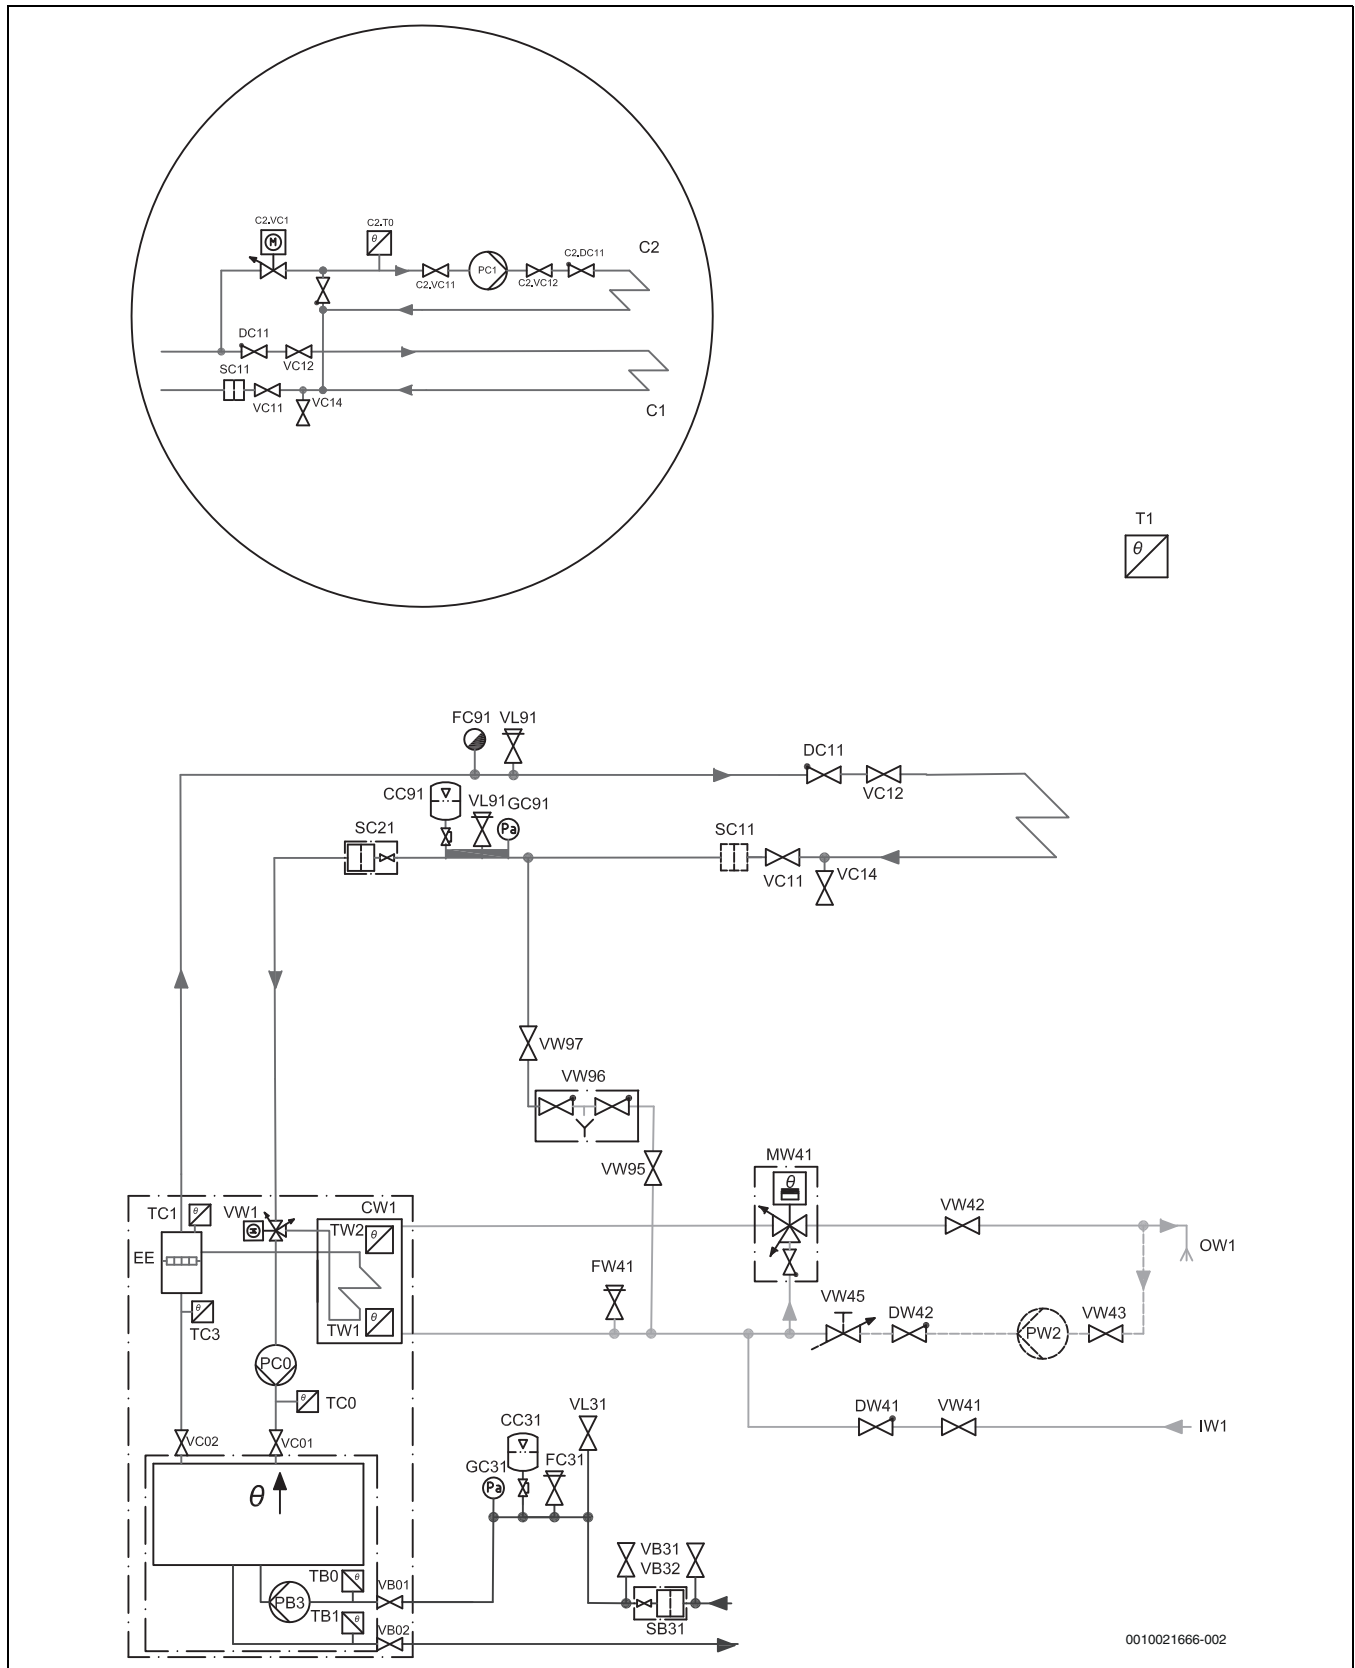 C2.VC1
M
C2.T0
θ
C2
C2.DC11
PC1
C2.VC11
C2.VC12
DC11
VC12
SC11
VC11
VC14
C1
T1
θ
FC91 VL91
DC11
VC12
CC91
VL91 GC91
Pa
SC21
SC11
VC11
VC14
VW97
VW96
VW95
MW41
θ
TC1
θ
VW1
M
CW1
TW2
θ
VW42
OW1
EE
FW41
VW45
DW42
PW2
VW43
TW1
θ
θ
TC3
PC0
θ
TC0
VL31
DW41
VW41
IW1
CC31
VC02
VC01
GC31
FC31
Pa
θ
VB31
VB32
TB0
θ
VB01
PB3
TB1
θ
VB02
SB31
0010021666-002